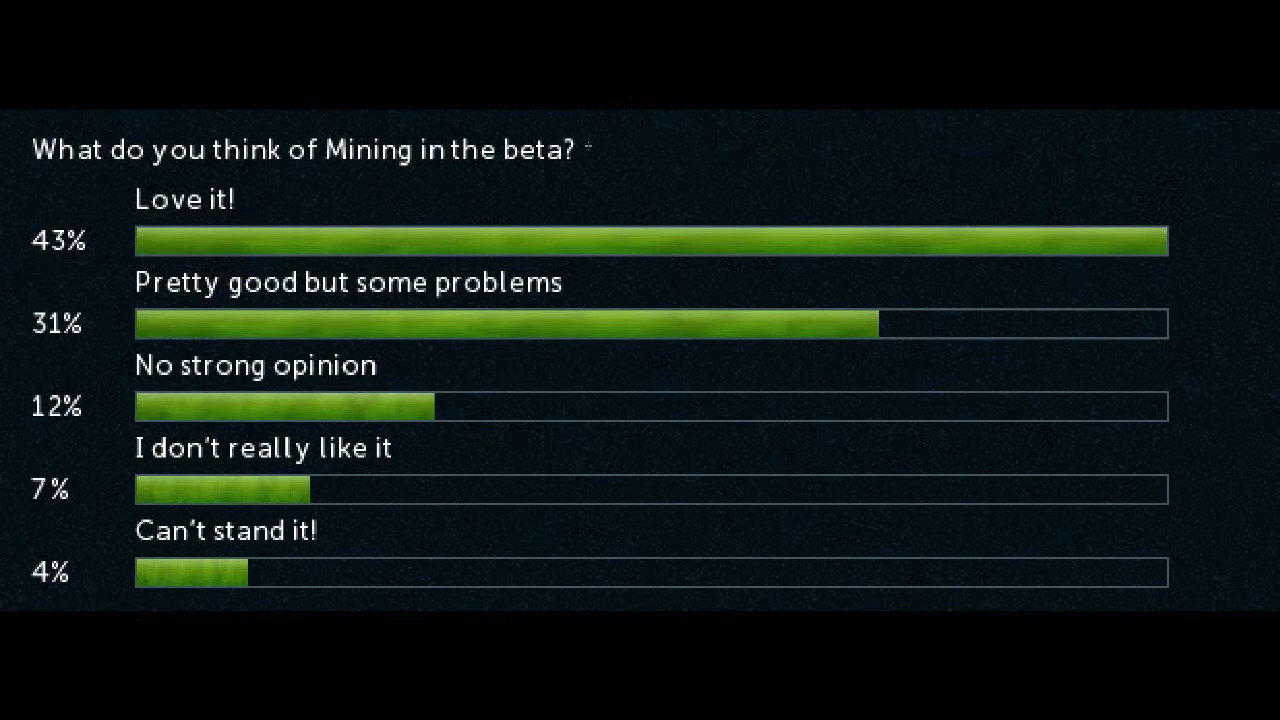 What do you think of Mining in the beta?
Love it!
43%
Pretty good but some problems
31%
No strong opinion
12%
I don't really like it
7%
Can't stand it!
4%